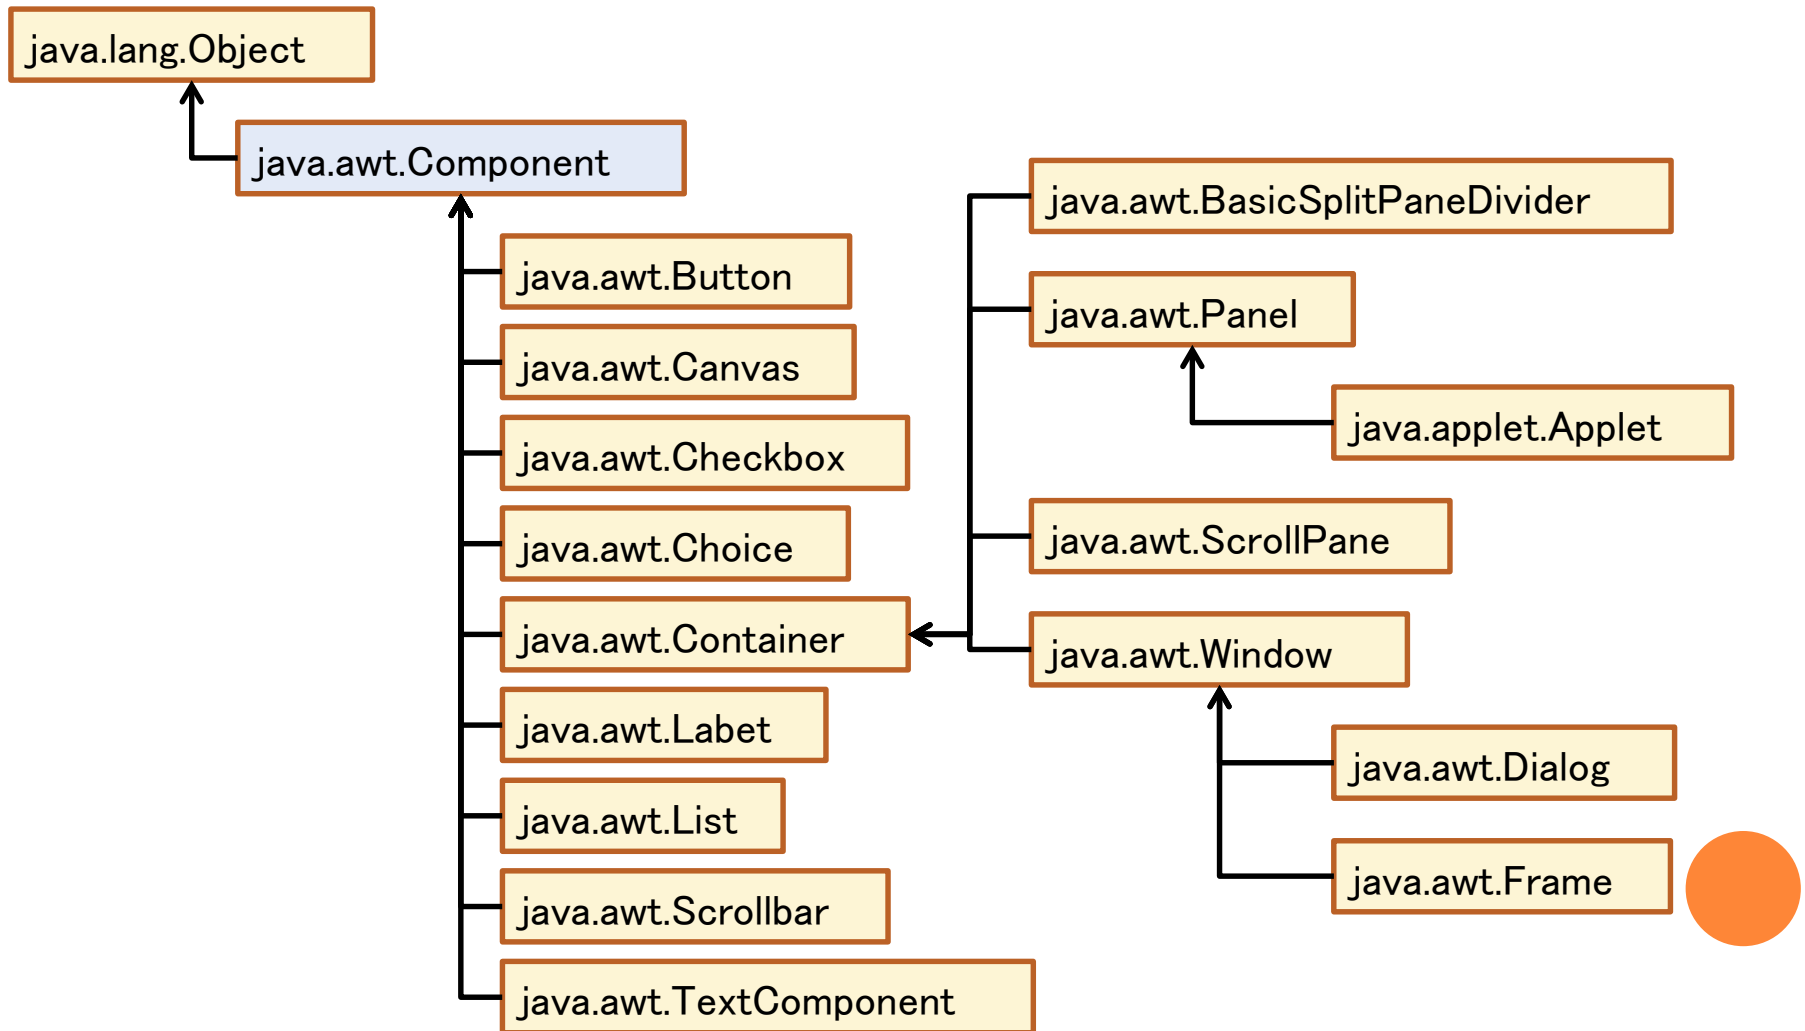 java.lang.Object
java.awt.Component
java.awt.Button
java.awt.Canvas
java.awt.Checkbox
java.awt.Choice
java.awt.Container
java.awt.Labet
java.awt.List
java.awt.Scrollbar
java.awt.TextComponent
java.awt.BasicSplitPaneDivider
java.awt.Panel
java.applet.Applet
java.awt.ScrollPane
java.awt.Window
java.awt.Dialog
java.awt.Frame